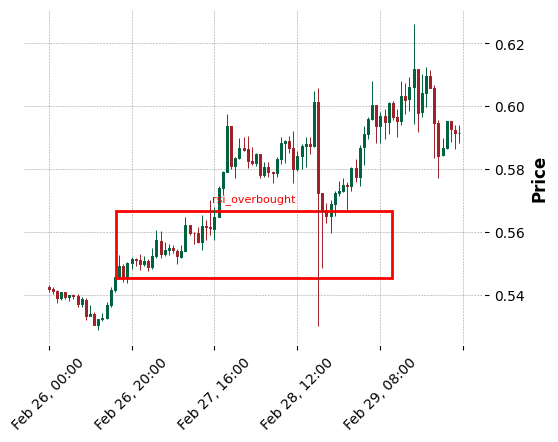 0.62
0.60
0.58
0.56
0.54
Price
rsi_overbought
Feb 26, 00:00
Feb 26, 20:00
Feb 27, 16:00
Feb 28, 12:00
Feb 29, 08:00